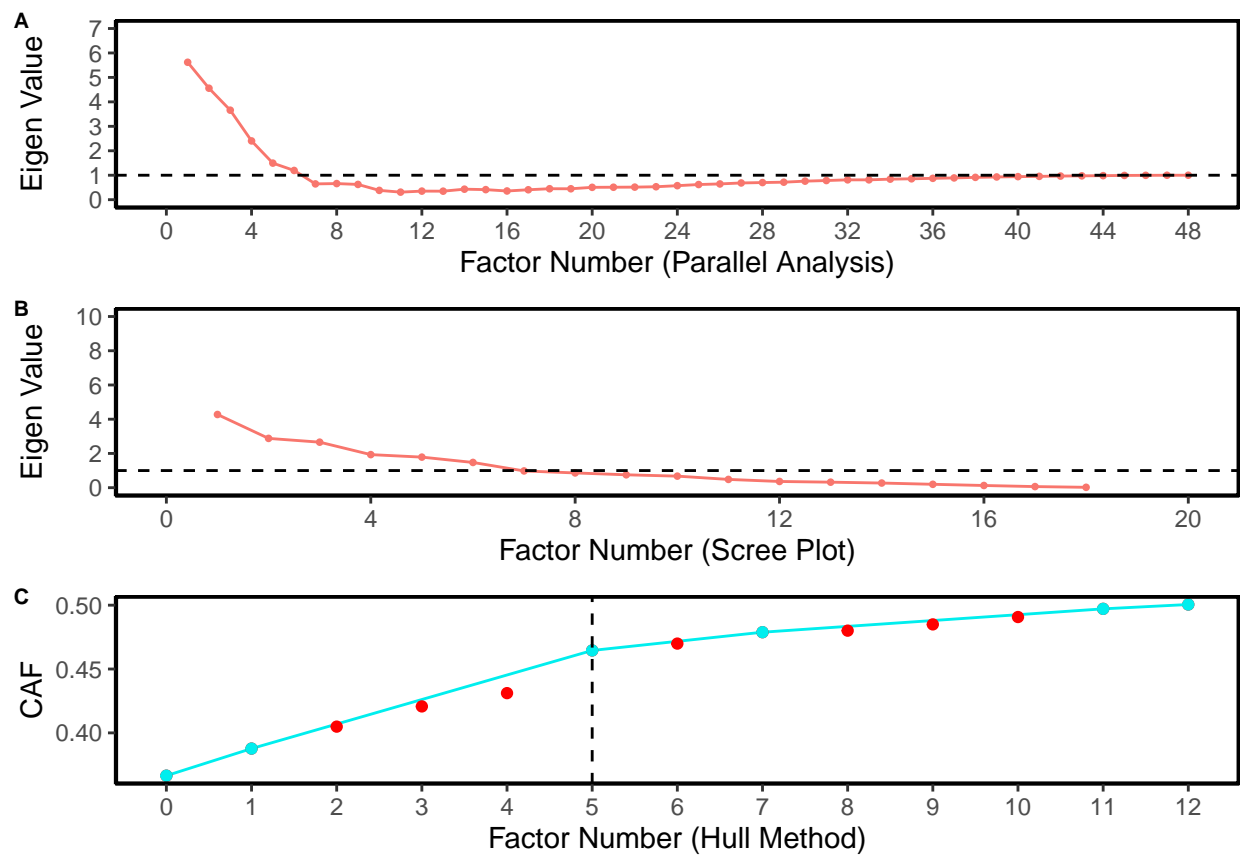 A
Eigen Value
7
6
5
4
3
2
1
0
0 4 8 12 16 20 24 28 32 36 40 44 48
Factor Number (Parallel Analysis)
B
Eigen Value
10
8
6
4
2
0
0 4 8 12 16 20
Factor Number (Scree Plot)
C
CAF
0.50
0.45
0.40
0 1 2 3 4 5 6 7 8 9 10 11 12
Factor Number (Hull Method)